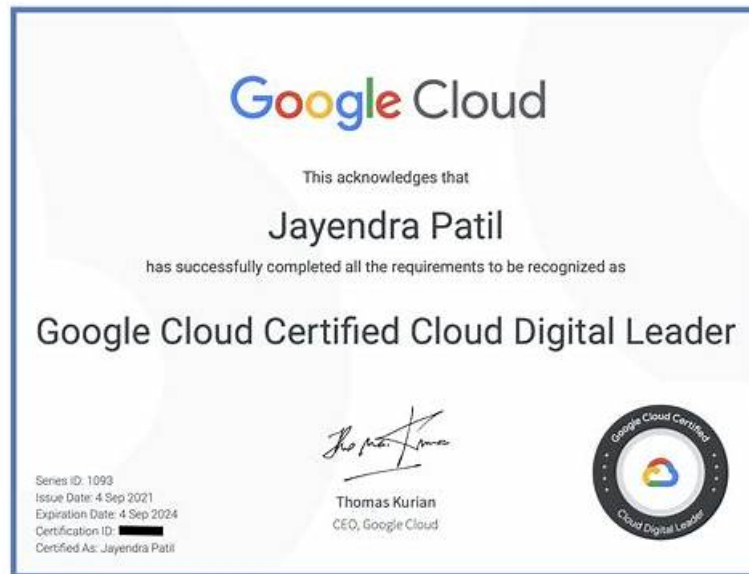 Google Cloud
This acknowledges that
Jayendra Patil
has successfully completed all the requirements to be recognized as
Google Cloud Certified Cloud Digital Leader
Thomas Kurian
CEO, Google Cloud
Series ID: 1093
Issue Date: 4 Sep 2021
Expiration Date: 4 Sep 2024
Certification ID:
Certified As: Jayendra Patil
Google Cloud Certified
Cloud Digital Leader